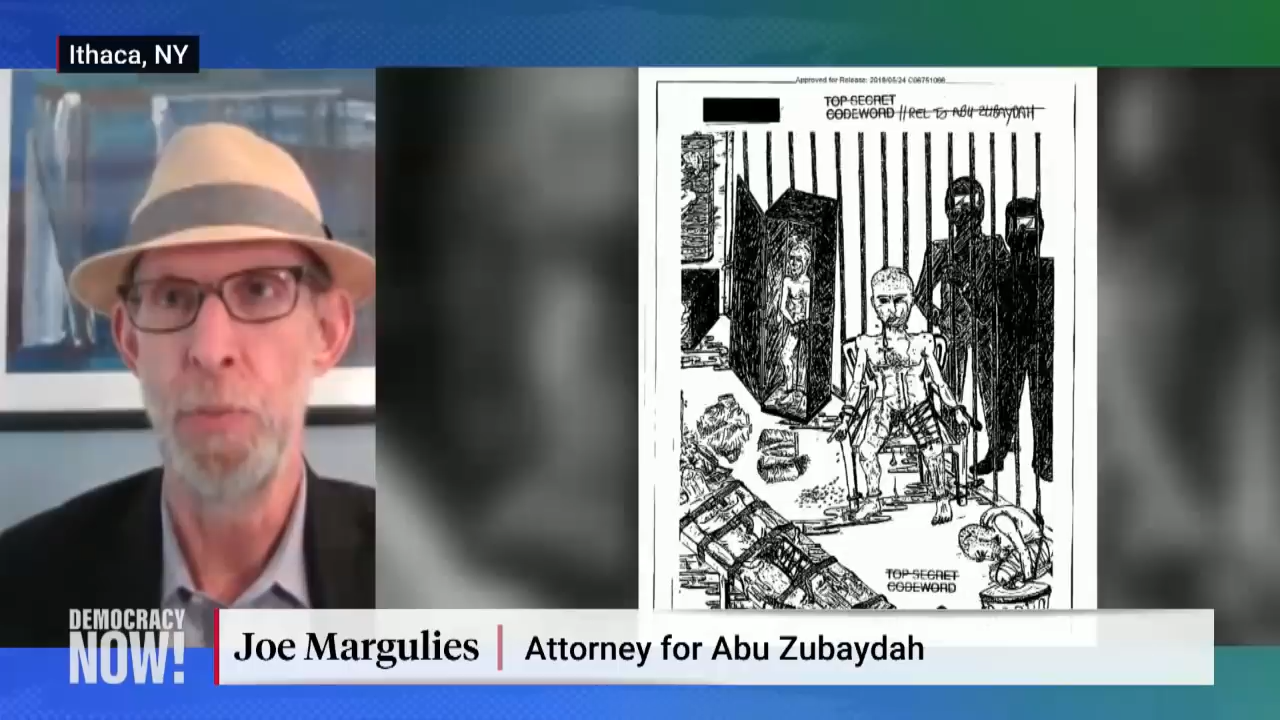 Ithaca, NY
Approved for Release: 2018/05/24 C06751066
TOP SECRET
CODEWORD //REL TO ABU ZUBAYDAH
TOP SECRET
CODEWORD
DEMOCRACY
NOW!
Joe Margulies
Attorney for Abu Zubaydah